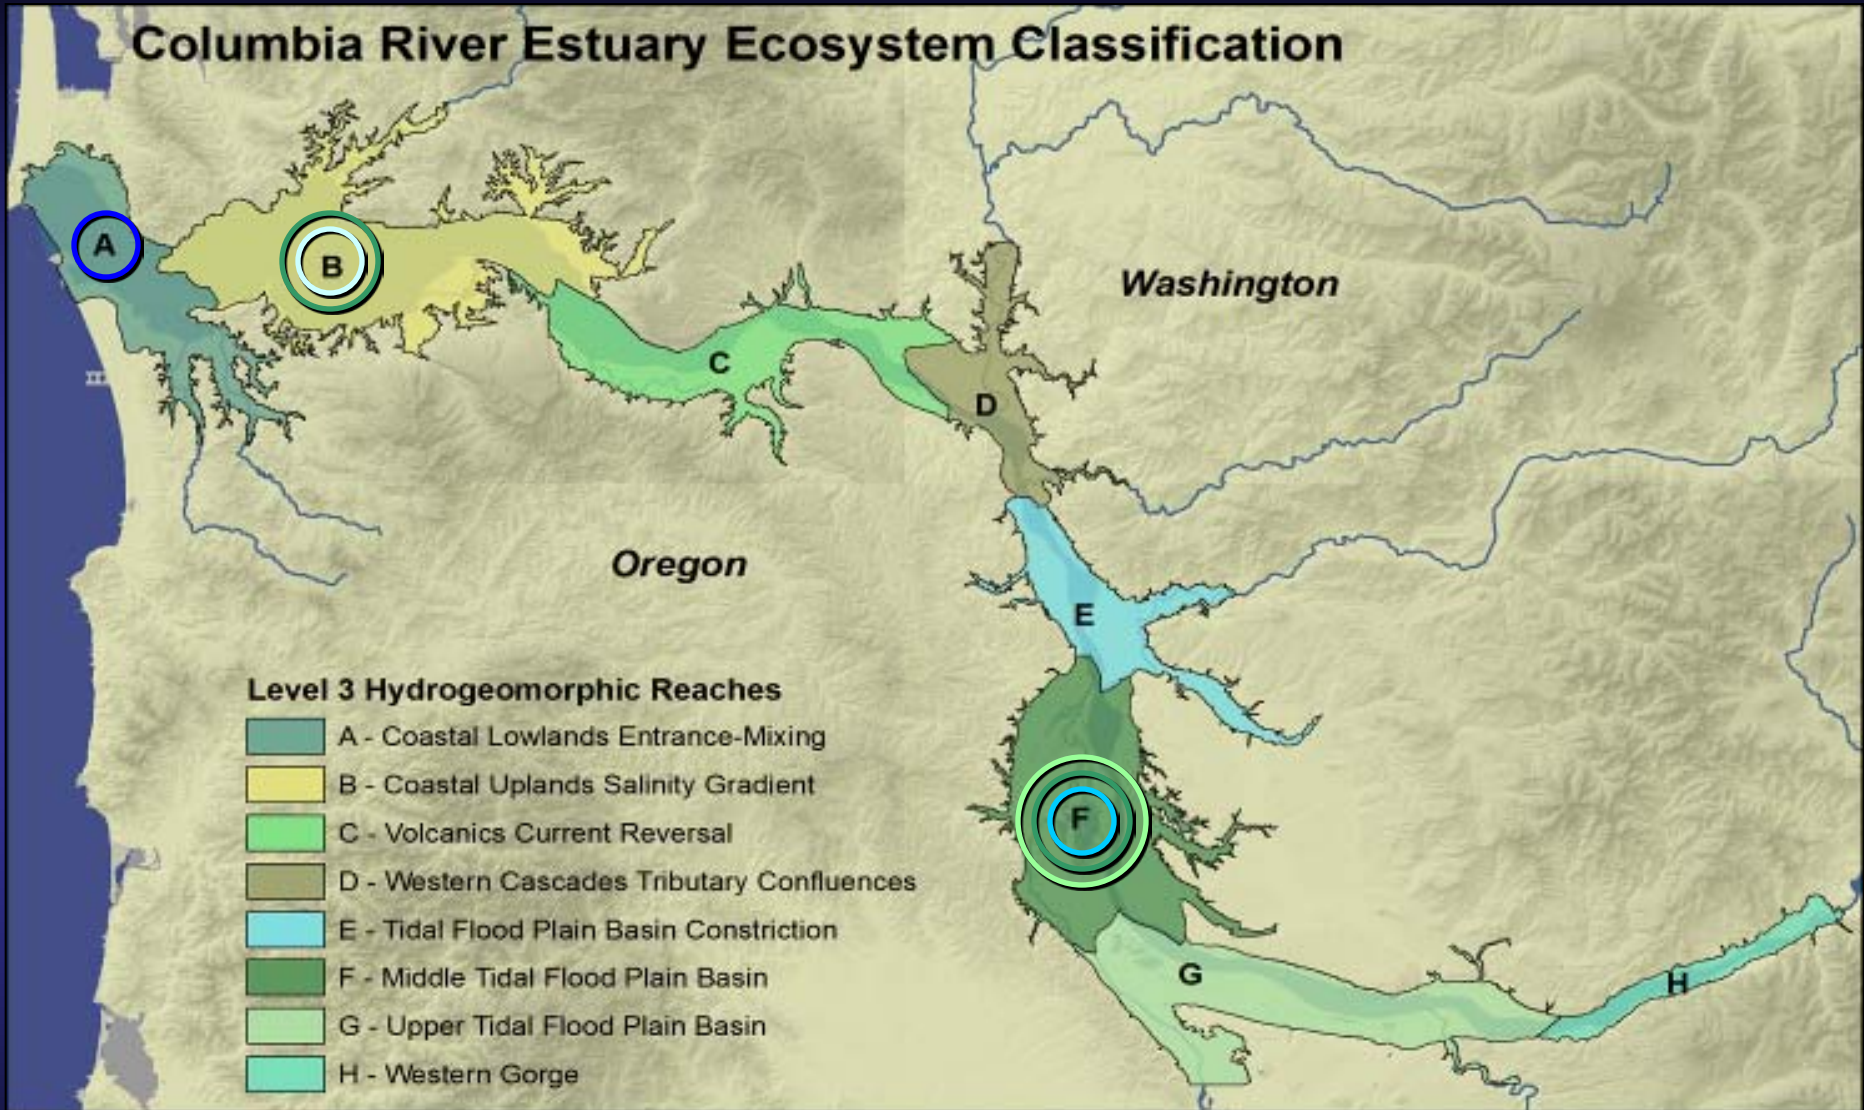 Columbia River Estuary Ecosystem Classification
A
B
Washington
C
D
Oregon
E
Level 3 Hydrogeomorphic Reaches
A - Coastal Lowlands Entrance-Mixing
B - Coastal Uplands Salinity Gradient
C - Volcanics Current Reversal
F
D - Western Cascades Tributary Confluences
E - Tidal Flood Plain Basin Constriction
F - Middle Tidal Flood Plain Basin
G
H
G - Upper Tidal Flood Plain Basin
H - Western Gorge